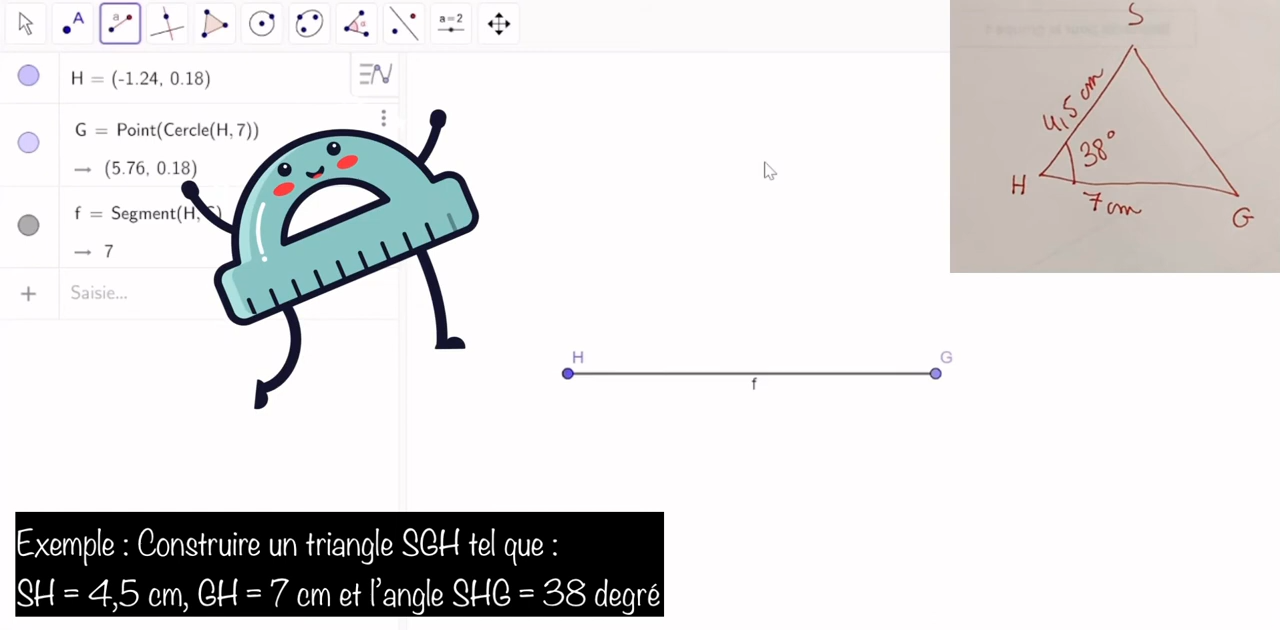 A
a
α
a=2
H = (-1.24, 0.18)
G = Point(Cercle(H, 7))
→ (5.76, 0.18)
f = Segment(H,
→ 7
+ Saisie...
H
G
f
S
4,5 cm
38°
H
7 cm
G
Exemple : Construire un triangle SGH tel que :
SH = 4,5 cm, GH = 7 cm et l'angle SHG = 38 degré